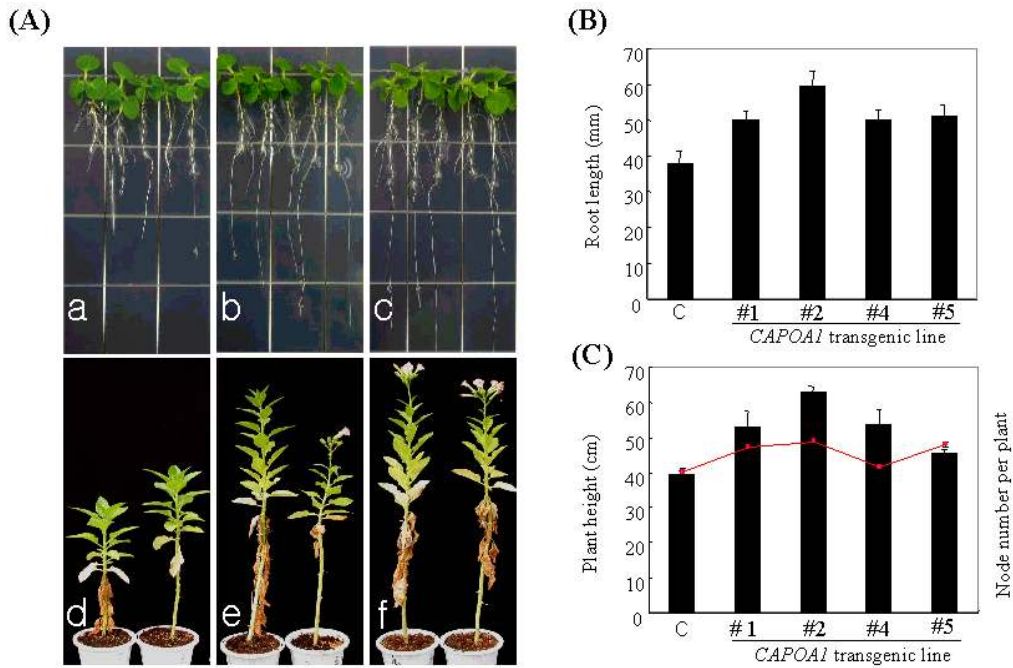 (A)
a
b
c
d
e
f
(B)
Root length (mm)
70
60
50
40
30
20
10
0
C #1 #2 #4 #5
CAPOA1 transgenic line
(C)
Plant height (cm)
70
60
50
40
30
20
10
0
Node number per plant
C #1 #2 #4 #5
CAPOA1 transgenic line